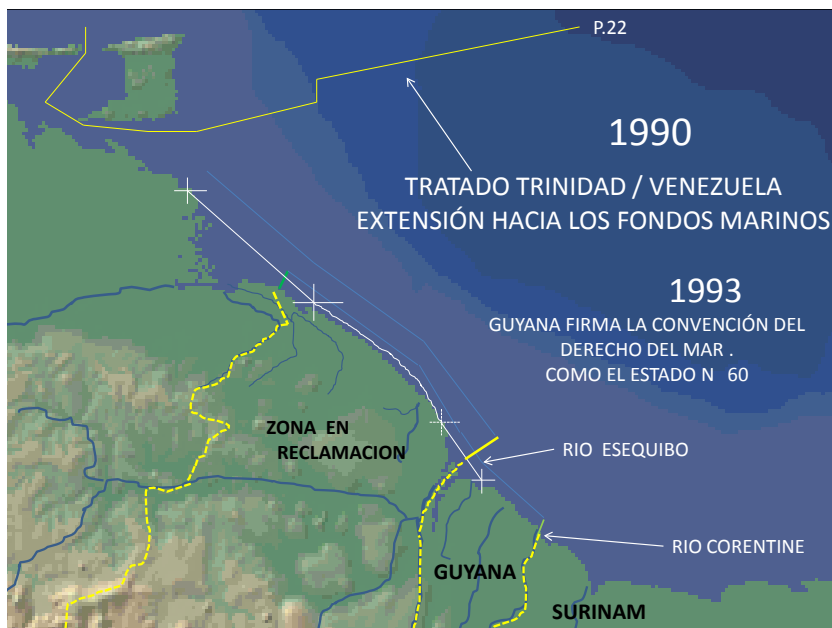 P.22
1990
TRATADO TRINIDAD / VENEZUELA
EXTENSIÓN HACIA LOS FONDOS MARINOS
1993
GUYANA FIRMA LA CONVENCIÓN DEL
DERECHO DEL MAR .
COMO EL ESTADO N 60
ZONA EN
RECLAMACION
RIO ESEQUIBO
RIO CORENTINE
GUYANA
SURINAM